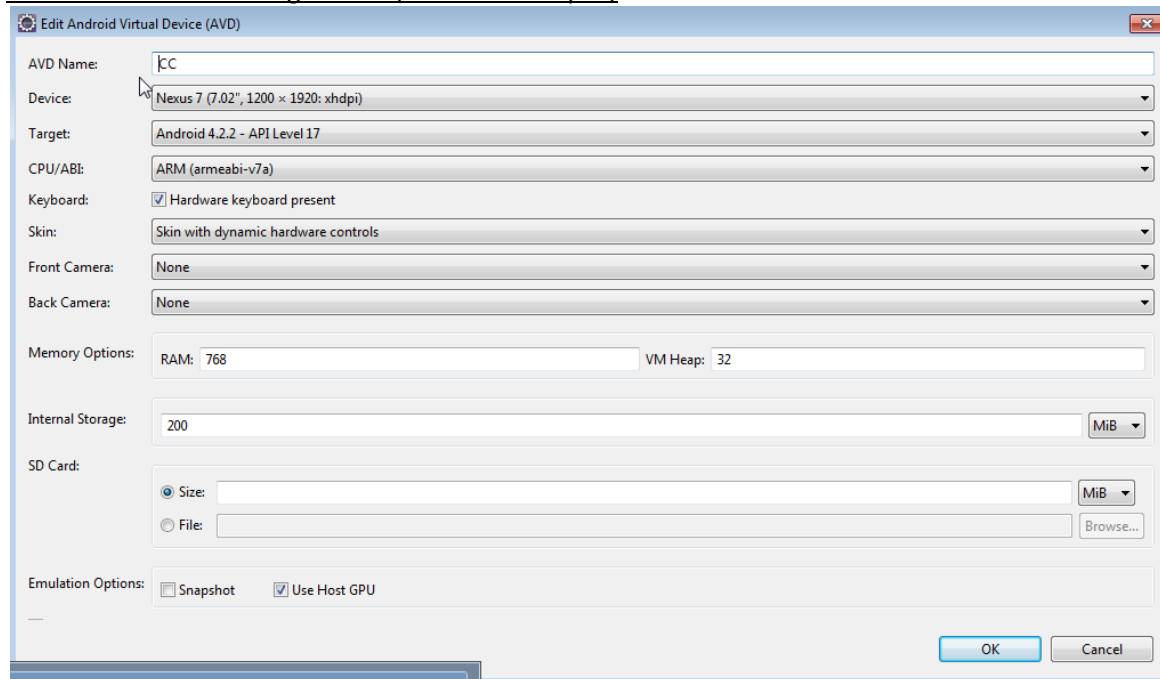 Edit Android Virtual Device (AVD)
AVD Name: CC
Device: Nexus 7 (7.02", 1200 × 1920: xhdpi)
Target: Android 4.2.2 - API Level 17
CPU/ABI: ARM (armeabi-v7a)
Keyboard: Hardware keyboard present
Skin: Skin with dynamic hardware controls
Front Camera: None
Back Camera: None
Memory Options: RAM: 768 VM Heap: 32
Internal Storage: 200 MiB
SD Card:
Size: MiB
File: Browse...
Emulation Options: Snapshot Use Host GPU
OK Cancel